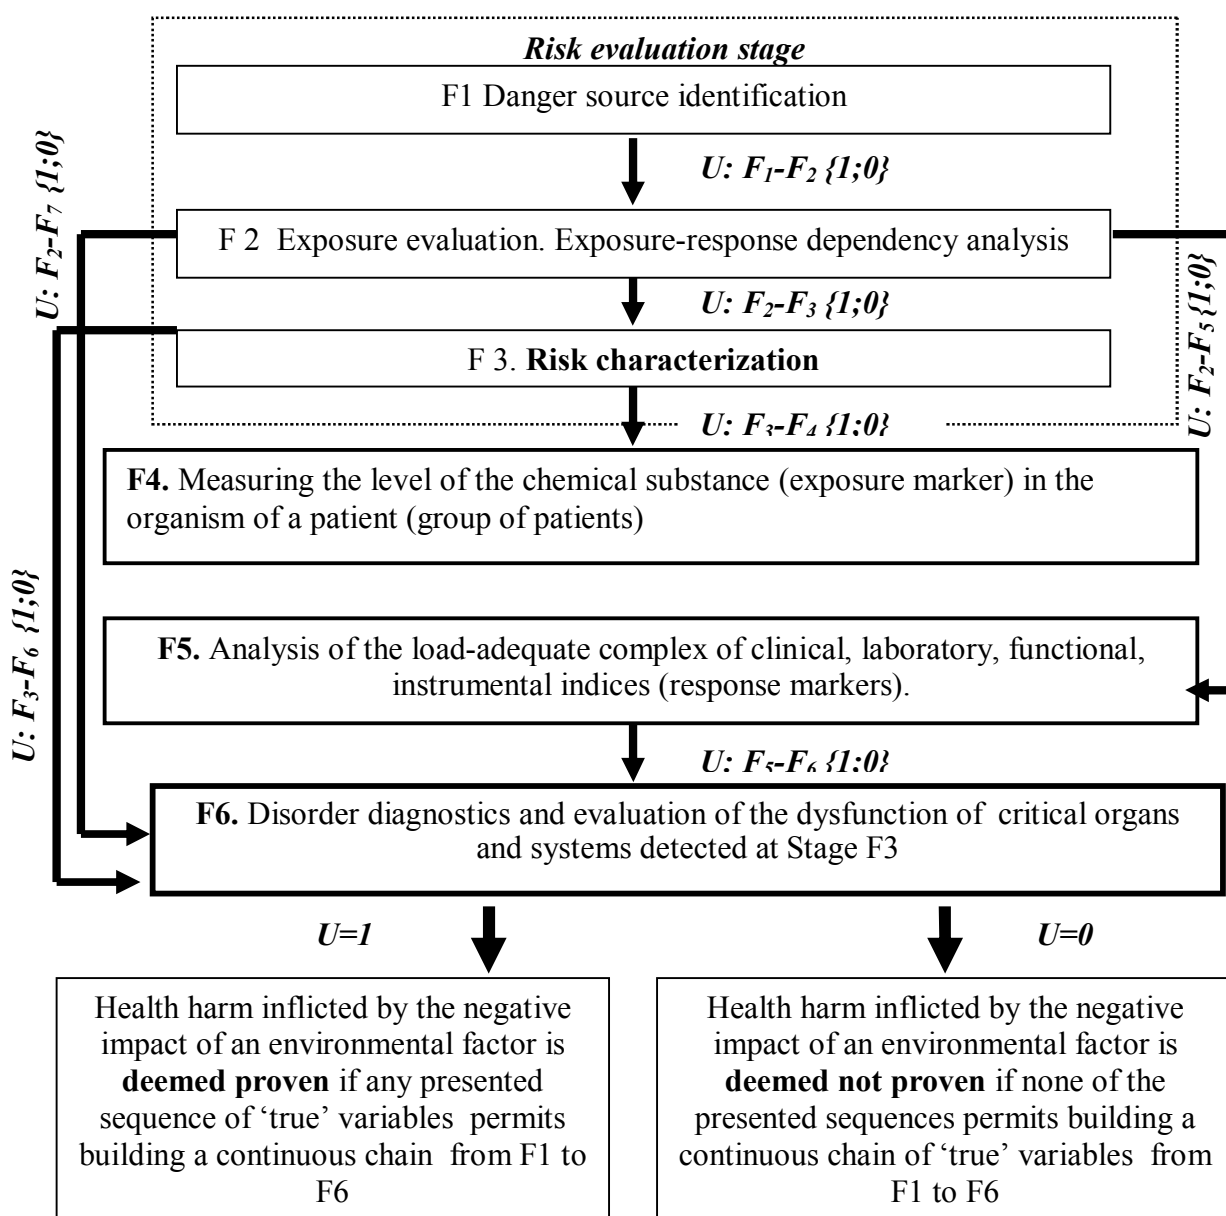 Risk evaluation stage
F1 Danger source identification
U: F1-F2 {1;0}
F 2 Exposure evaluation. Exposure-response dependency analysis
U: F2-F7 {1;0}
U: F2-F5{1;0}
U: F2-F3 {1;0}
F 3. Risk characterization
U: F3-F4 {1;0}
F4. Measuring the level of the chemical substance (exposure marker) in the
organism of a patient (group of patients)
U: F3-F6 {1;0}
F5. Analysis of the load-adequate complex of clinical, laboratory, functional,
instrumental indices (response markers).
U: F5-F6 {1;0}
F6. Disorder diagnostics and evaluation of the dysfunction of critical organs
and systems detected at Stage F3
U=1
U=0
Health harm inflicted by the negative
impact of an environmental factor is
deemed proven if any presented
sequence of ‘true’ variables permits
building a continuous chain from F1 to
F6
Health harm inflicted by the negative
impact of an environmental factor is
deemed not proven if none of the
presented sequences permits building a
continuous chain of ‘true’ variables from
F1 to F6